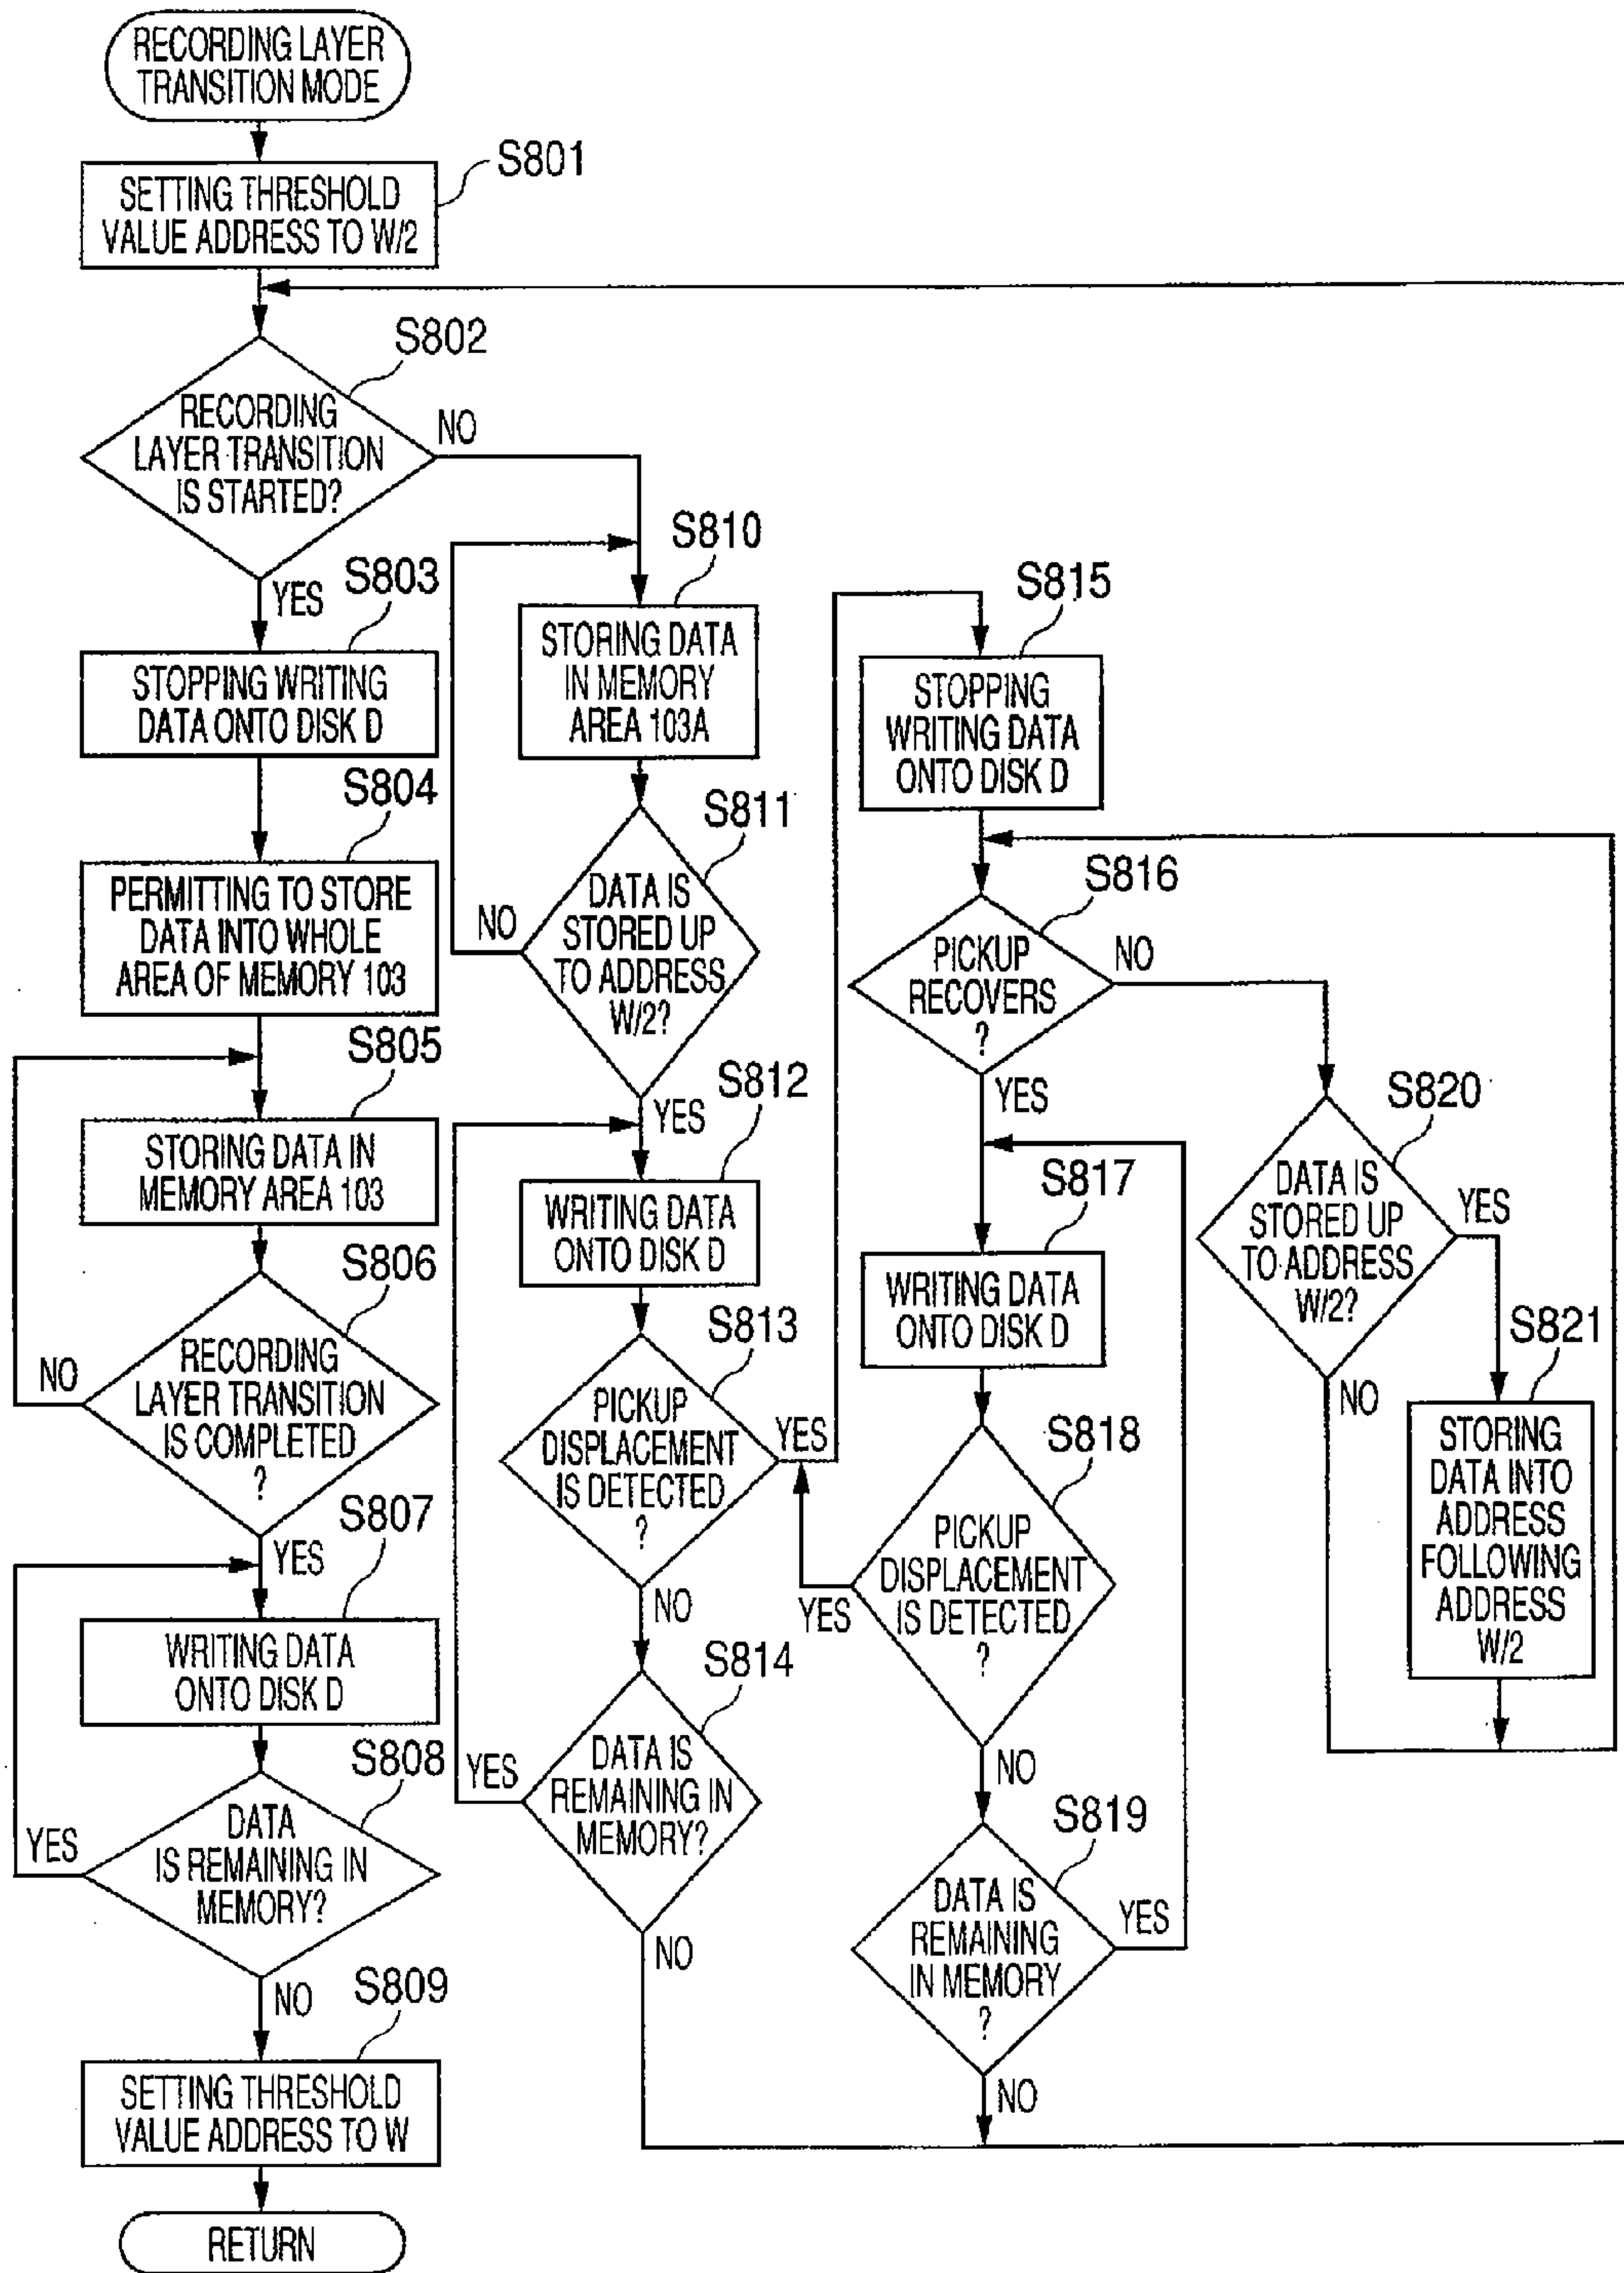 RECORDING LAYER
TRANSITION MODE
S801
SETTING THRESHOLD
VALUE ADDRESS TO W/2
S802
RECORDING
LAYER TRANSITION
IS STARTED?
NO
YES
S803
STOPPING WRITING
DATA ONTO DISK D
S804
PERMITTING TO STORE
DATA INTO WHOLE
AREA OF MEMORY 103
S805
STORING DATA IN
MEMORY AREA 103
S806
RECORDING
LAYER TRANSITION
IS COMPLETED
?
NO
YES
S807
WRITING DATA
ONTO DISK D
S808
DATA
IS REMAINING IN
MEMORY?
YES
NO
S809
SETTING THRESHOLD
VALUE ADDRESS TO W
RETURN
S810
STORING DATA
IN MEMORY
AREA 103A
S811
DATA IS
STORED UP
TO ADDRESS
W/2?
NO
YES
S812
WRITING DATA
ONTO DISK D
S813
PICKUP
DISPLACEMENT
IS DETECTED
?
YES
NO
S814
DATA IS
REMAINING IN
MEMORY?
YES
NO
S815
STOPPING
WRITING DATA
ONTO DISK D
S816
PICKUP
RECOVERS
?
NO
YES
S817
WRITING DATA
ONTO DISK D
S818
PICKUP
DISPLACEMENT
IS DETECTED
?
YES
NO
S819
DATA IS
REMAINING
IN MEMORY
?
YES
NO
S820
DATA IS
STORED UP
TO ADDRESS
W/2?
YES
NO
S821
STORING
DATA INTO
ADDRESS
FOLLOWING
ADDRESS
W/2